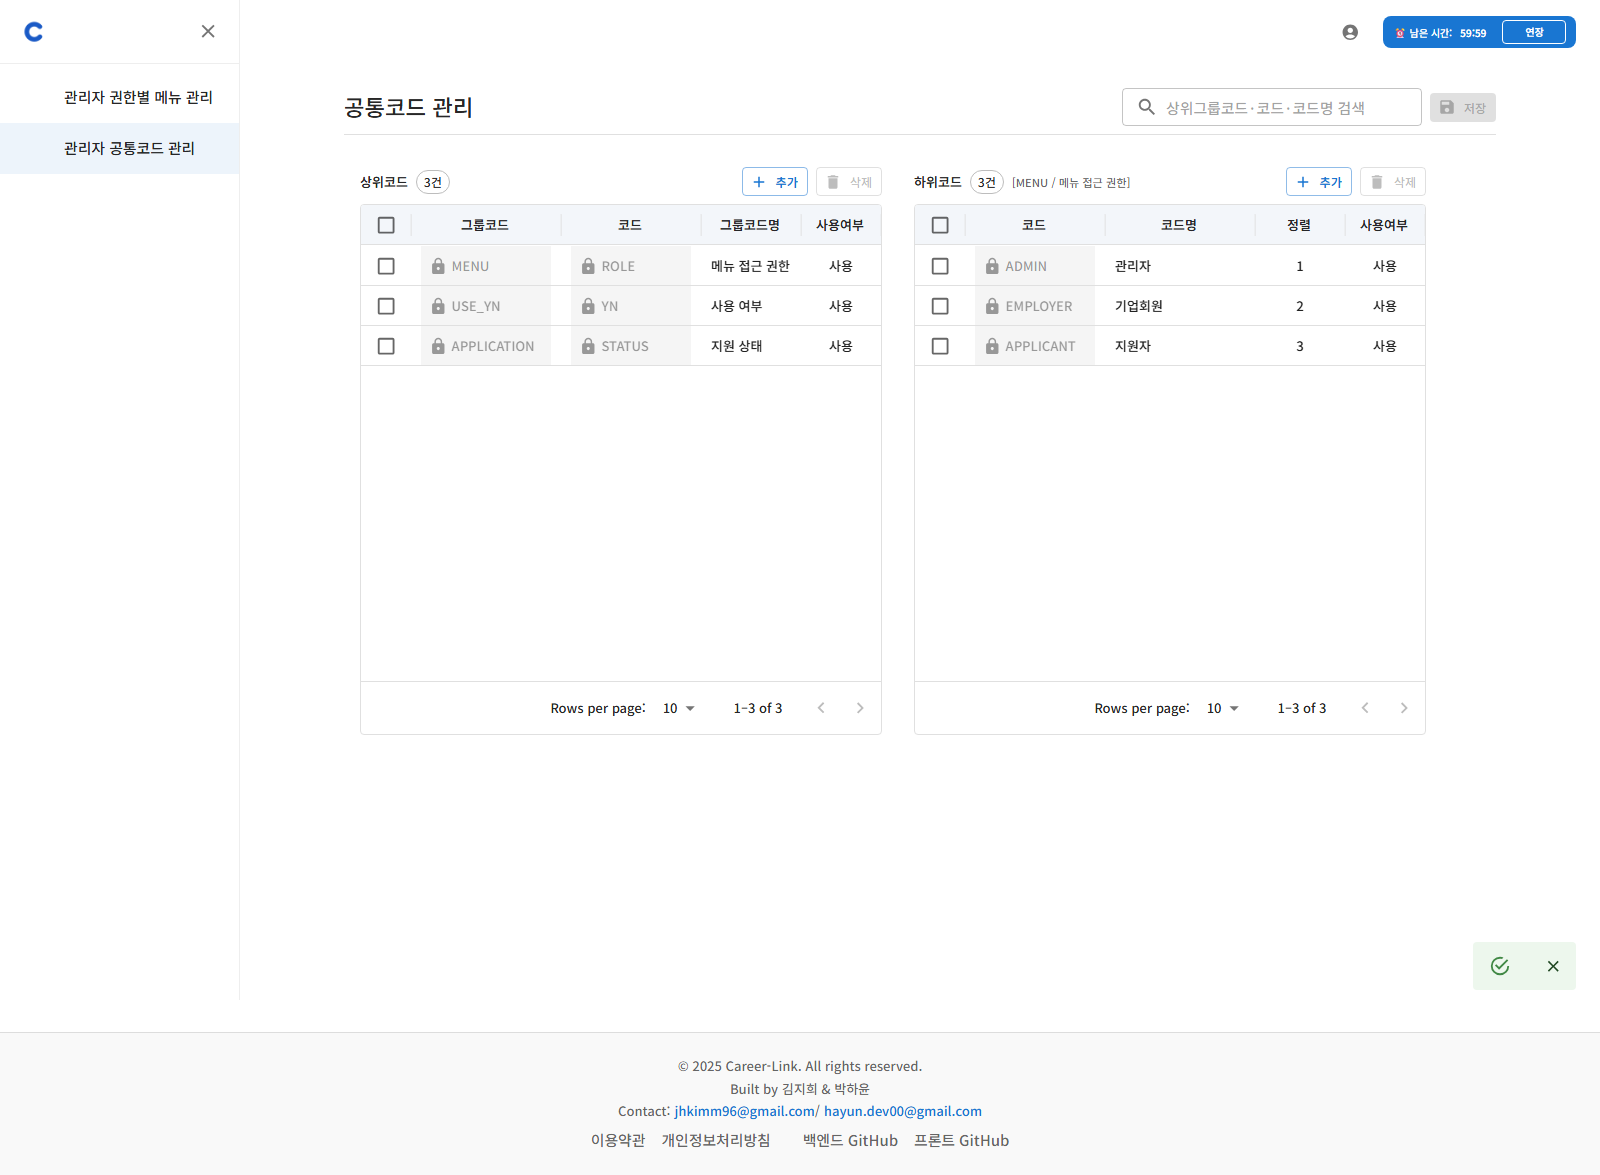 C
관리자 권한별 메뉴 관리
관리자 공통코드 관리
남은 시간: 59:59 연장
공통코드 관리
상위그룹코드·코드·코드명 검색
저장
상위코드 3건 추가 삭제
그룹코드 코드 그룹코드명 사용여부
MENU ROLE 메뉴 접근 권한 사용
USE_YN YN 사용 여부 사용
APPLICATION STATUS 지원 상태 사용
Rows per page: 10 1–3 of 3
하위코드 3건 [MENU / 메뉴 접근 권한] 추가 삭제
코드 코드명 정렬 사용여부
ADMIN 관리자 1 사용
EMPLOYER 기업회원 2 사용
APPLICANT 지원자 3 사용
Rows per page: 10 1–3 of 3
© 2025 Career-Link. All rights reserved.
Built by 김지희 & 박하윤
Contact: jhkimm96@gmail.com/ hayun.dev00@gmail.com
이용약관 개인정보처리방침 백엔드 GitHub 프론트 GitHub